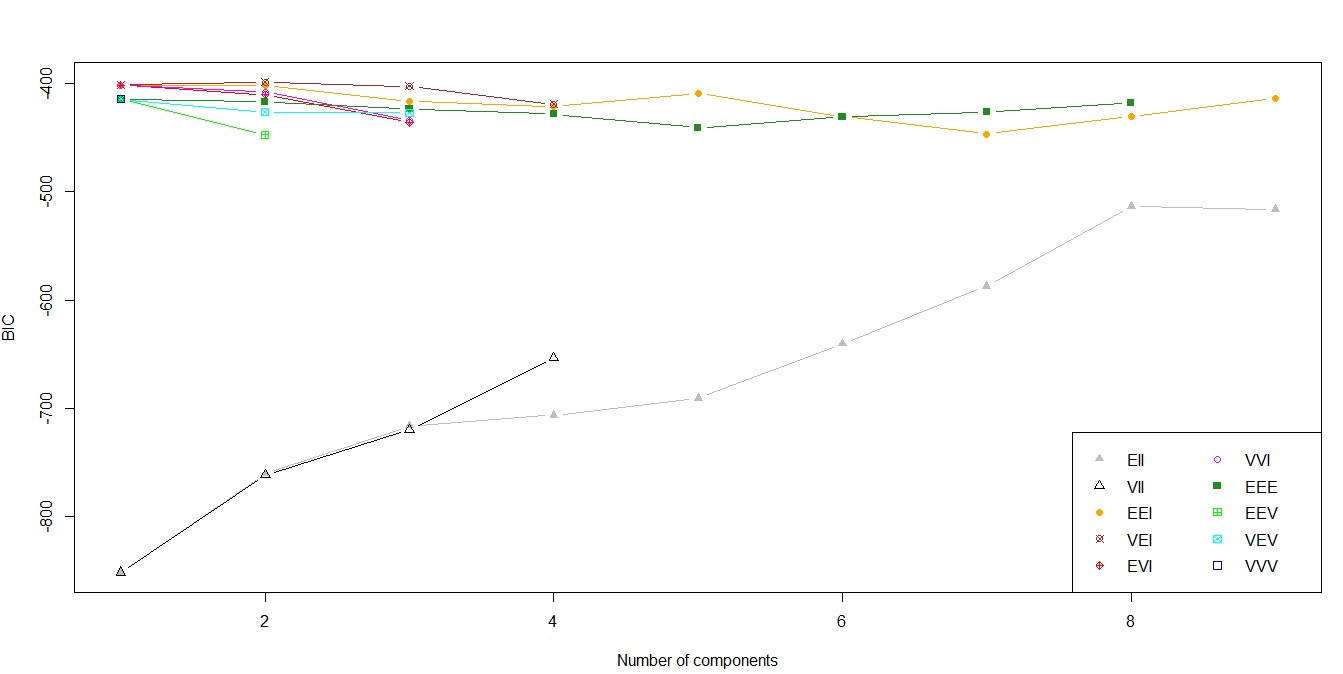 -400
-500
-600
-700
-800
BIC
2 4 6 8
Number of components
EII VVI
VII EEE
EEI EEV
VEI VEV
EVI VVV